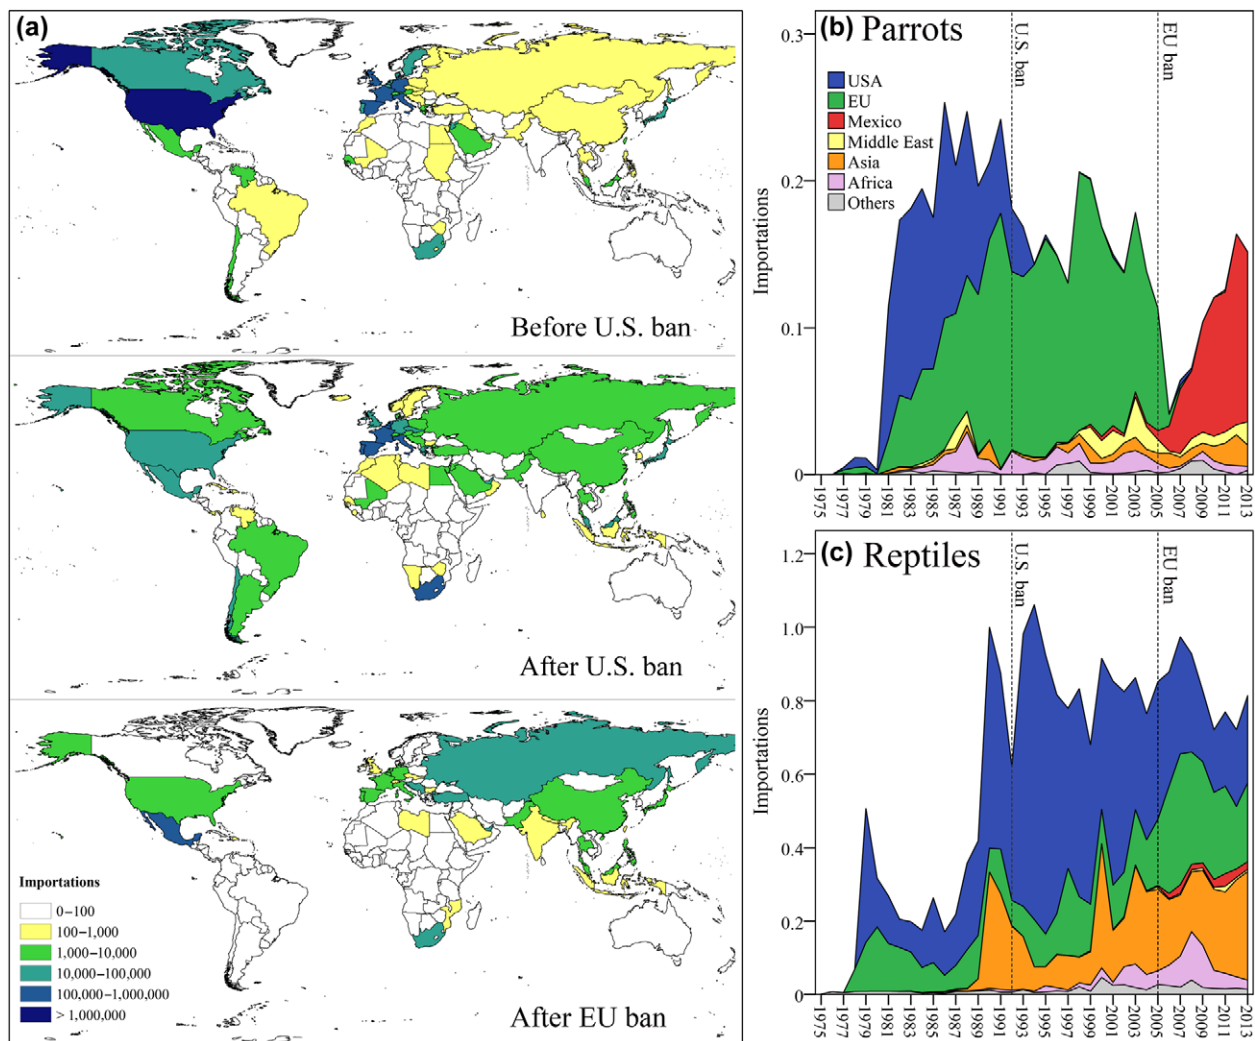 (a)
Before U.S. ban
After U.S. ban
After EU ban
Importations
0–100
100–1,000
1,000–10,000
10,000–100,000
100,000–1,000,000
> 1,000,000
(b) Parrots
U.S. ban
EU ban
USA
EU
Mexico
Middle East
Asia
Africa
Others
Importations
0.3
0.2
0.1
0
1975
1977
1979
1981
1983
1985
1987
1989
1991
1993
1995
1997
1999
2001
2003
2005
2007
2009
2011
2013
(c) Reptiles
U.S. ban
EU ban
Importations
1.2
1.0
0.8
0.6
0.4
0.2
0
1975
1977
1979
1981
1983
1985
1987
1989
1991
1993
1995
1997
1999
2001
2003
2005
2007
2009
2011
2013